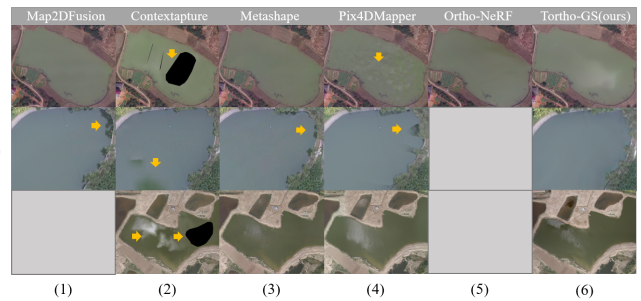 Map2DFusion Contextapture Metashape Pix4DMapper Ortho-NeRF Tortho-GS(ours)
(1) (2) (3) (4) (5) (6)